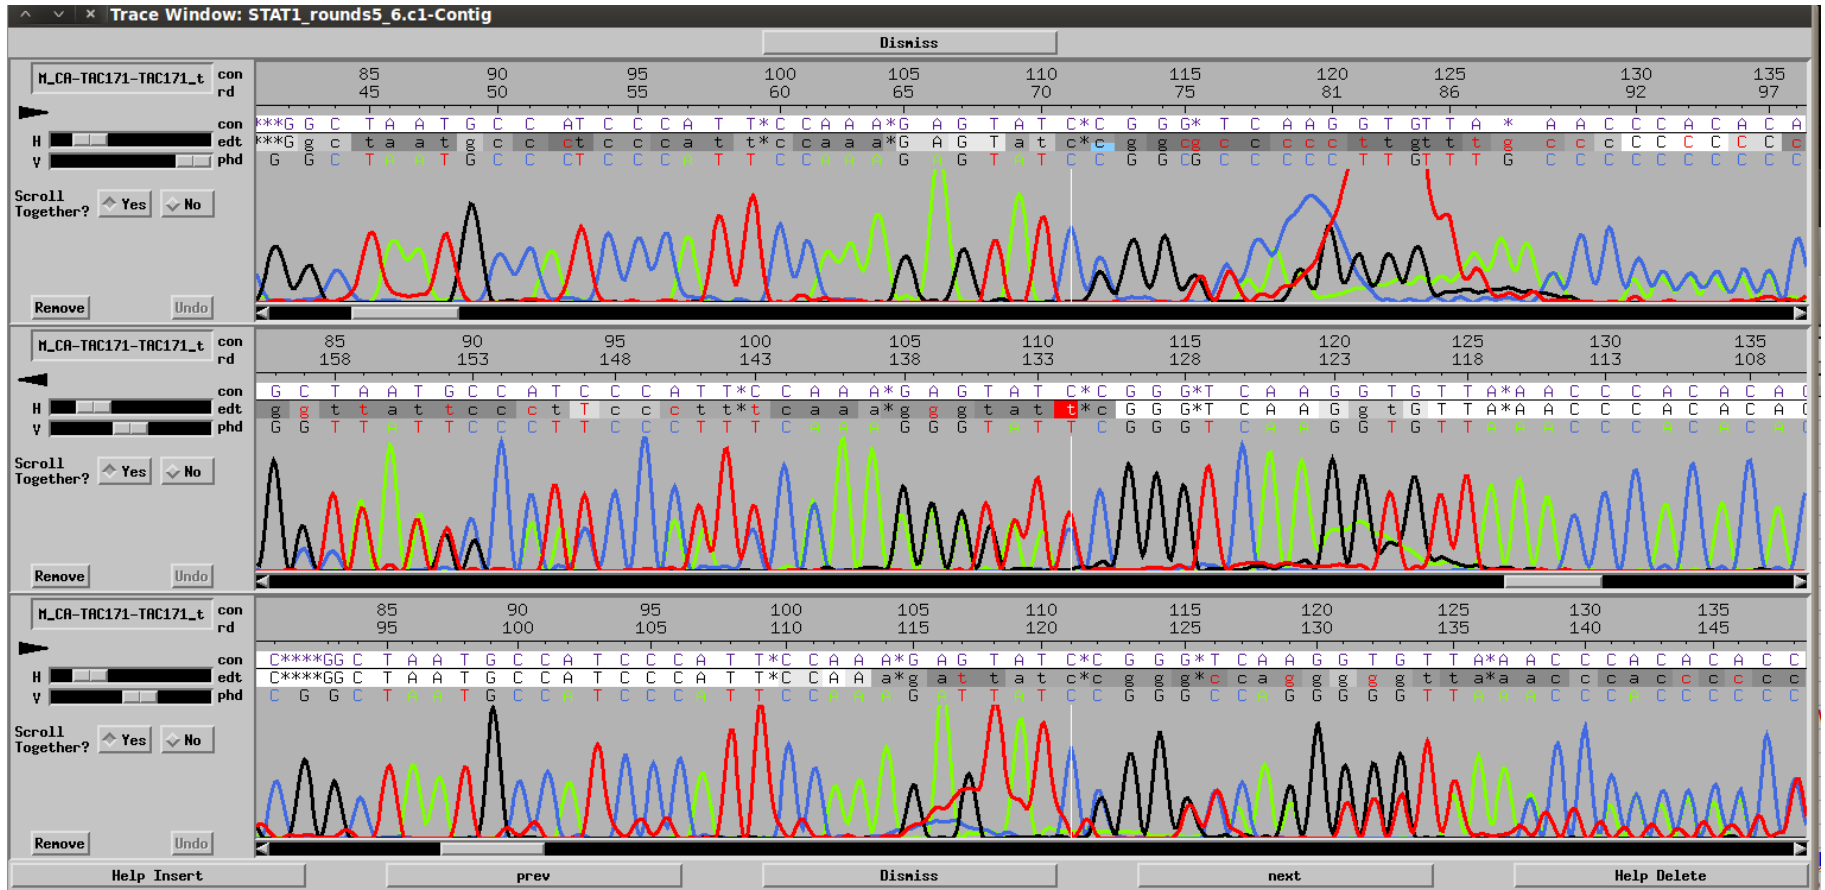 Trace Window: STAT1_rounds5_6.c1-Contig
Dismiss
M_CA-TAC171-TAC171_t
con 85 90 95 100 105 110 115 120 125 130 135
rd 45 50 55 60 65 70 75 81 86 92 97
con ***G G C T A A T G C C A T C C C A T T*C C A A A*G A G T A T C*C G G G* T C A A G G T G T T A * A A C C C A C A C A
H edt ***G g c t a a t g c c c t c c c a t t*c c a a a*G A G T a t c*c g g c g c c c c c t t g t t t g c c c c C C C C C C c
V phd G G C T A A T G C C C T C C C A T T C C A A A G A G T A T C C G G C G C C C C C T T G T T T G C C C C C C C C C C C
Scroll
Together? Yes No
Remove Undo
M_CA-TAC171-TAC171_t
con 85 90 95 100 105 110 115 120 125 130 135
rd 158 153 148 143 138 133 128 123 118 113 108
con G C T A A T G C C A T C C C A T T*C C A A A*G A G T A T C*C G G G*T C A A G G T G T T A*A A C C C A C A C A C
H edt g g t t a t t c c c t T c c c t t*t c a a a*g g g t a t t*c G G G*T C A A G g t G T T A*A A C C C A C A C A C
V phd G G T T A T T C C C T T C C C T T T C A A A G G G T A T T C G G G T C A A G G T G T T A A A C C C A C A C A C
Scroll
Together? Yes No
Remove Undo
M_CA-TAC171-TAC171_t
con 85 90 95 100 105 110 115 120 125 130 135
rd 95 100 105 110 115 120 125 130 135 140 145
con C****GG C T A A T G C C A T C C C A T T*C C A A A*G A G T A T C*C G G G*T C A A G G T G T T A*A A C C C A C A C A C C
H edt C****GG C T A A T G C C A T C C C A T T*C C A A a*g a t t a t c*c g g g*c c a g g g g g t t a*a a c c c a c c c c c c
V phd C G G C T A A T G C C A T C C C A T T C C A A A G A T T A T C C G G G C C A G G G G G T T A A A C C C A C C C C C C
Scroll
Together? Yes No
Remove Undo
Help Insert prev Dismiss next Help Delete